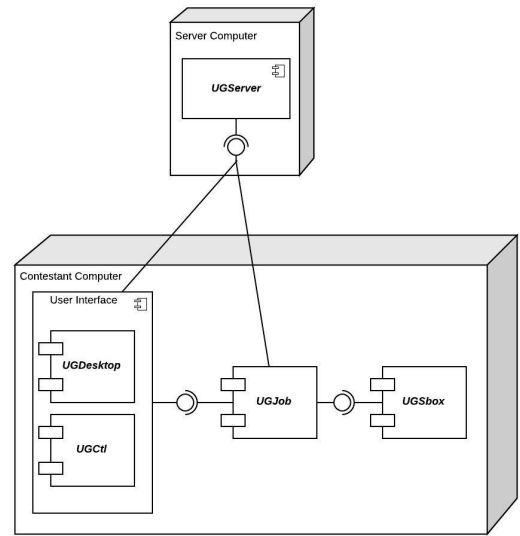 Server Computer
UGServer
Contestant Computer
User Interface
UGDesktop
UGCtl
UGJob
UGSbox